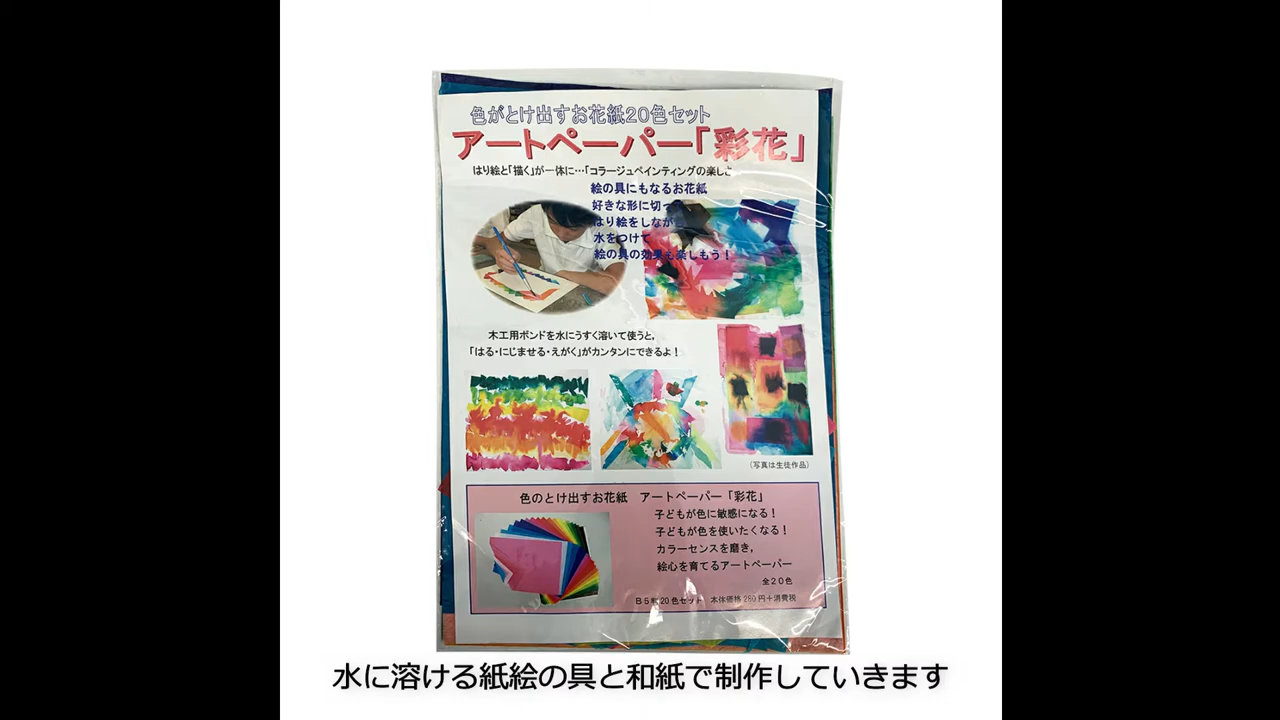 色がとけ出すお花紙20色セット
アートペーパー「彩花」
はり絵と「描く」が一体に…「コラージュペインティングの楽しさ
絵の具にもなるお花紙
好きな形に切っ
はり絵をしなが
水をつけて
絵の具の効果も楽しもう！
木工用ボンドを水にうすく溶いて使うと,
「はる・にじませる・えがく」がカンタンにできるよ！
（写真は生徒作品）
色のとけ出すお花紙 アートペーパー「彩花」
子どもが色に敏感になる！
子どもが色を使いたくなる！
カラーセンスを磨き,
絵心を育てるアートペーパー
全20色
B5判20色セット 本体価格280円＋消費税
水に溶ける紙絵の具と和紙で制作していきます